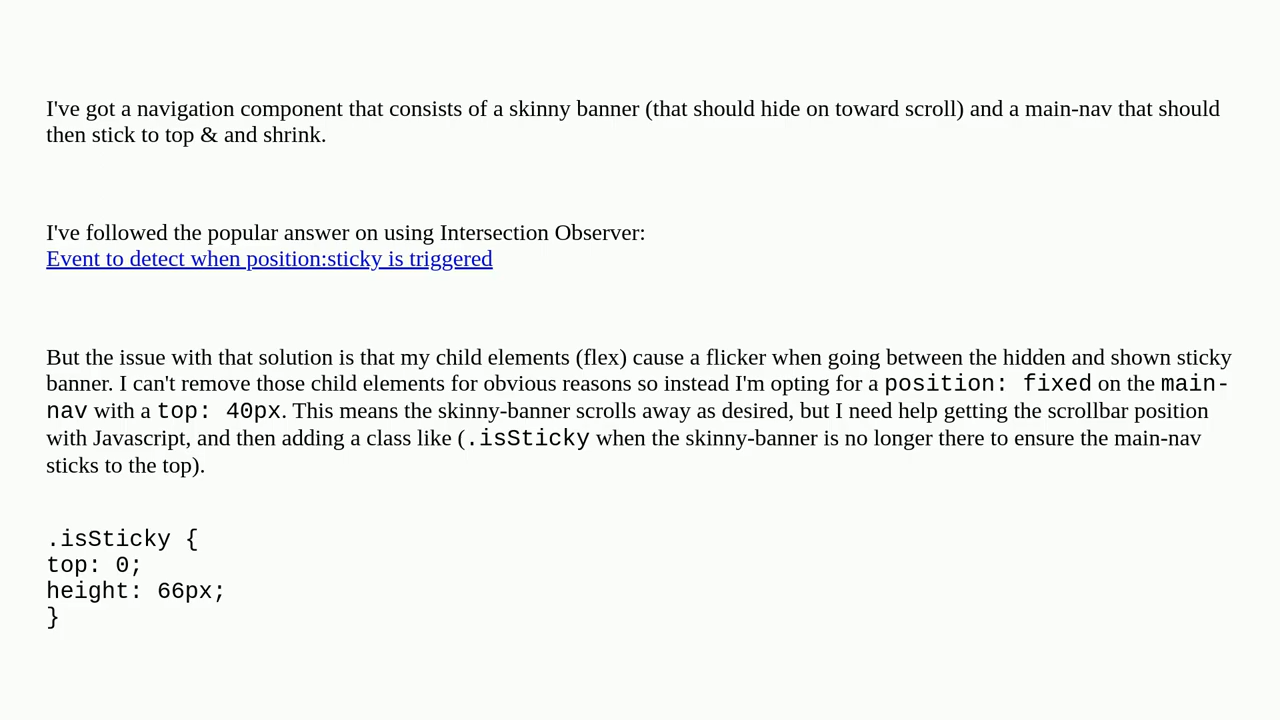 I've got a navigation component that consists of a skinny banner (that should hide on toward scroll) and a main-nav that should
then stick to top & and shrink.
I've followed the popular answer on using Intersection Observer:
Event to detect when position:sticky is triggered
But the issue with that solution is that my child elements (flex) cause a flicker when going between the hidden and shown sticky
banner. I can't remove those child elements for obvious reasons so instead I'm opting for a position: fixed on the main-
nav with a top: 40px. This means the skinny-banner scrolls away as desired, but I need help getting the scrollbar position
with Javascript, and then adding a class like (.isSticky when the skinny-banner is no longer there to ensure the main-nav
sticks to the top).
.isSticky {
top: 0;
height: 66px;
}